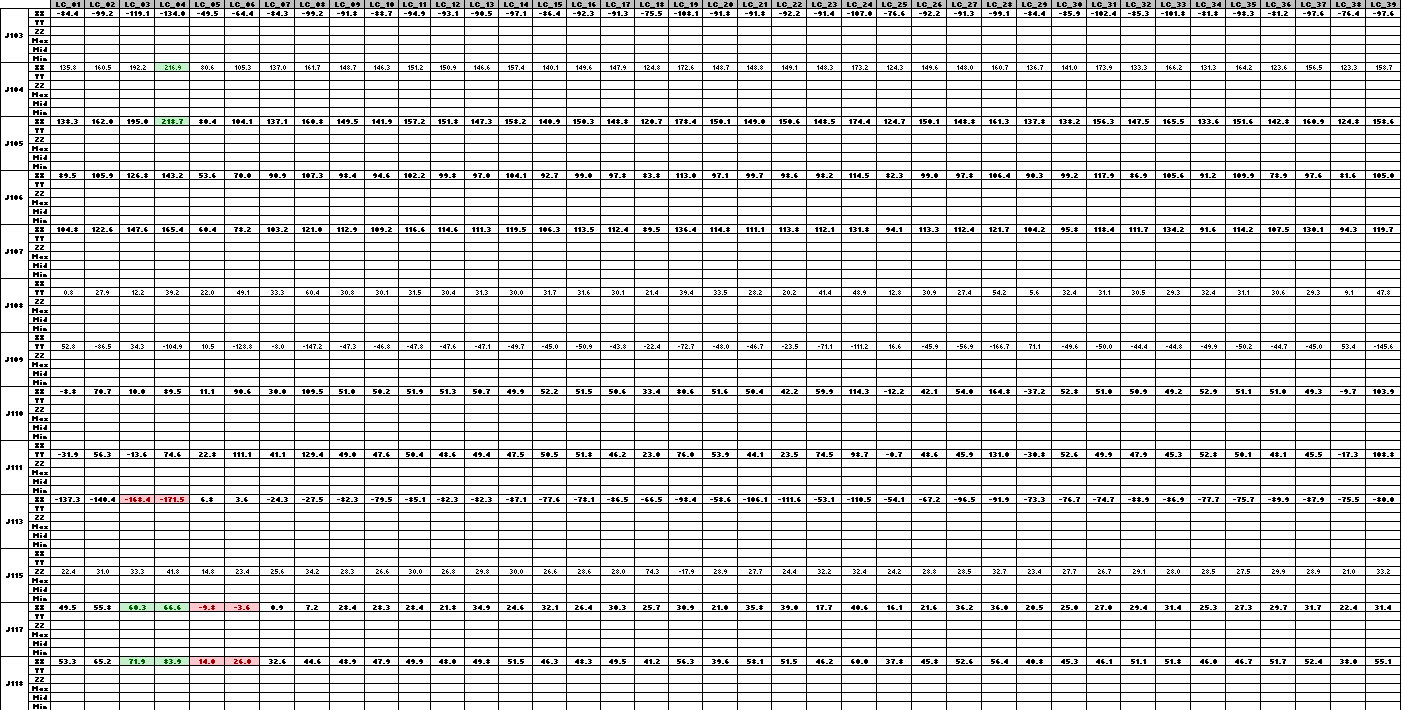 LC_01 LC_02 LC_03 LC_04 LC_05 LC_06 LC_07 LC_08 LC_09 LC_10 LC_11 LC_12 LC_13 LC_14 LC_15 LC_16 LC_17 LC_18 LC_19 LC_20 LC_21 LC_22 LC_23 LC_24 LC_25 LC_26 LC_27 LC_28 LC_29 LC_30 LC_31 LC_32 LC_33 LC_34 LC_35 LC_36 LC_37 LC_38 LC_39
J103 XX -84.4 -99.2 -119.1 -134.0 -49.5 -64.4 -84.3 -99.2 -91.8 -88.7 -94.9 -93.1 -90.5 -97.1 -86.4 -92.3 -91.3 -75.5 -108.1 -91.8 -91.8 -92.2 -91.4 -107.0 -76.6 -92.2 -91.3 -99.1 -84.4 -85.9 -102.4 -85.3 -101.8 -81.8 -98.3 -81.2 -97.6 -76.4 -97.6
YY
ZZ
Max
Mid
Min
J104 XX 135.8 160.5 192.2 216.9 80.6 105.3 137.0 161.7 148.7 146.3 151.2 150.9 146.6 157.4 140.1 149.6 147.9 124.8 172.6 148.7 148.8 149.1 148.3 173.2 124.3 149.6 148.0 160.7 136.7 141.0 173.9 133.3 166.2 131.3 164.2 123.6 156.5 123.3 158.7
YY
ZZ
Max
Mid
Min
J105 XX 138.3 162.0 195.0 218.7 80.4 104.1 137.1 160.8 149.5 141.9 157.2 151.8 147.3 158.2 140.9 150.3 148.8 120.7 178.4 150.1 149.0 150.6 148.5 174.4 124.7 150.1 148.8 161.3 137.8 138.2 156.3 147.5 165.5 133.6 151.6 142.8 160.9 124.8 158.6
YY
ZZ
Max
Mid
Min
J106 XX 89.5 105.9 126.8 143.2 53.6 70.0 90.9 107.3 98.4 94.6 102.2 99.8 97.0 104.1 92.7 99.0 97.8 83.8 113.0 97.1 99.7 98.6 98.2 114.5 82.3 99.0 97.8 106.4 90.3 99.2 117.9 86.9 105.6 91.2 109.9 78.9 97.6 81.6 105.0
YY
ZZ
Max
Mid
Min
J107 XX 104.8 122.6 147.6 165.4 60.4 78.2 103.2 121.0 112.9 109.2 116.6 114.6 111.3 119.5 106.3 113.5 112.4 89.5 136.4 114.8 111.1 113.8 112.1 131.8 94.1 113.3 112.4 121.7 104.2 95.8 118.4 111.7 134.2 91.6 114.2 107.5 130.1 94.3 119.7
YY
ZZ
Max
Mid
Min
J108 XX
YY 0.8 27.9 12.2 39.2 22.0 49.1 33.3 60.4 30.8 30.1 31.5 30.4 31.3 30.0 31.7 31.6 30.1 21.4 39.4 33.5 28.2 20.2 41.4 48.9 12.8 30.9 27.4 54.2 5.6 32.4 31.1 30.5 29.3 32.4 31.1 30.6 29.3 9.1 47.8
ZZ
Max
Mid
Min
J109 XX
YY 52.8 -86.5 34.3 -104.9 10.5 -128.8 -8.0 -147.2 -47.3 -46.8 -47.8 -47.6 -47.1 -49.7 -45.0 -50.9 -43.8 -22.4 -72.7 -48.0 -46.7 -23.5 -71.1 -111.2 16.6 -45.9 -56.9 -166.7 71.1 -49.6 -50.0 -44.4 -44.8 -49.9 -50.2 -44.7 -45.0 53.4 -145.6
ZZ
Max
Mid
Min
J110 XX -8.8 70.7 10.0 89.5 11.1 90.6 30.0 109.5 51.0 50.2 51.9 51.3 50.7 49.9 52.2 51.5 50.6 33.4 80.6 51.6 50.4 42.2 59.9 114.3 -12.2 42.1 54.0 164.8 -37.2 52.8 51.0 50.9 49.2 52.9 51.1 51.0 49.3 -9.7 103.9
YY
ZZ
Max
Mid
Min
J111 XX
YY -31.9 56.3 -13.6 74.6 22.8 111.1 41.1 129.4 49.0 47.6 50.4 48.6 49.4 47.5 50.5 51.8 46.2 23.0 76.0 53.9 44.1 23.5 74.5 98.7 -0.7 48.6 45.9 131.0 -30.8 52.6 49.9 47.9 45.3 52.8 50.1 48.1 45.5 -17.3 108.8
ZZ
Max
Mid
Min
J113 XX -137.3 -140.4 -168.4 -171.5 6.8 3.6 -24.3 -27.5 -82.3 -79.5 -85.1 -82.3 -82.3 -87.1 -77.6 -78.1 -86.5 -66.5 -98.4 -58.6 -106.1 -111.6 -53.1 -110.5 -54.1 -67.2 -96.5 -91.9 -73.3 -76.7 -74.7 -88.9 -86.9 -77.7 -75.7 -89.9 -87.9 -75.5 -80.0
YY
ZZ
Max
Mid
Min
J115 XX
YY
ZZ 22.4 31.0 33.3 41.8 14.8 23.4 25.6 34.2 28.3 26.6 30.0 26.8 29.8 30.0 26.6 28.6 28.0 74.3 -17.9 28.9 27.7 24.4 32.2 32.4 24.2 28.8 28.5 32.7 23.4 27.7 26.7 29.1 28.0 28.5 27.5 29.9 28.9 21.0 33.2
Max
Mid
Min
J117 XX 49.5 55.8 60.3 66.6 -9.8 -3.6 0.9 7.2 28.4 28.3 28.4 21.8 34.9 24.6 32.1 26.4 30.3 25.7 30.9 21.0 35.8 39.0 17.7 40.6 16.1 21.6 36.2 36.0 20.5 25.0 27.0 29.4 31.4 25.3 27.3 29.7 31.7 22.4 31.4
YY
ZZ
Max
Mid
Min
J118 XX 53.3 65.2 71.9 83.9 14.0 26.0 32.6 44.6 48.9 47.9 49.9 48.0 49.8 51.5 46.3 48.3 49.5 41.2 56.3 39.6 58.1 51.5 46.2 60.0 37.8 45.8 52.6 56.4 40.8 45.3 46.1 51.1 51.8 46.0 46.7 51.7 52.4 38.0 55.1
YY
ZZ
Max
Mid
Min